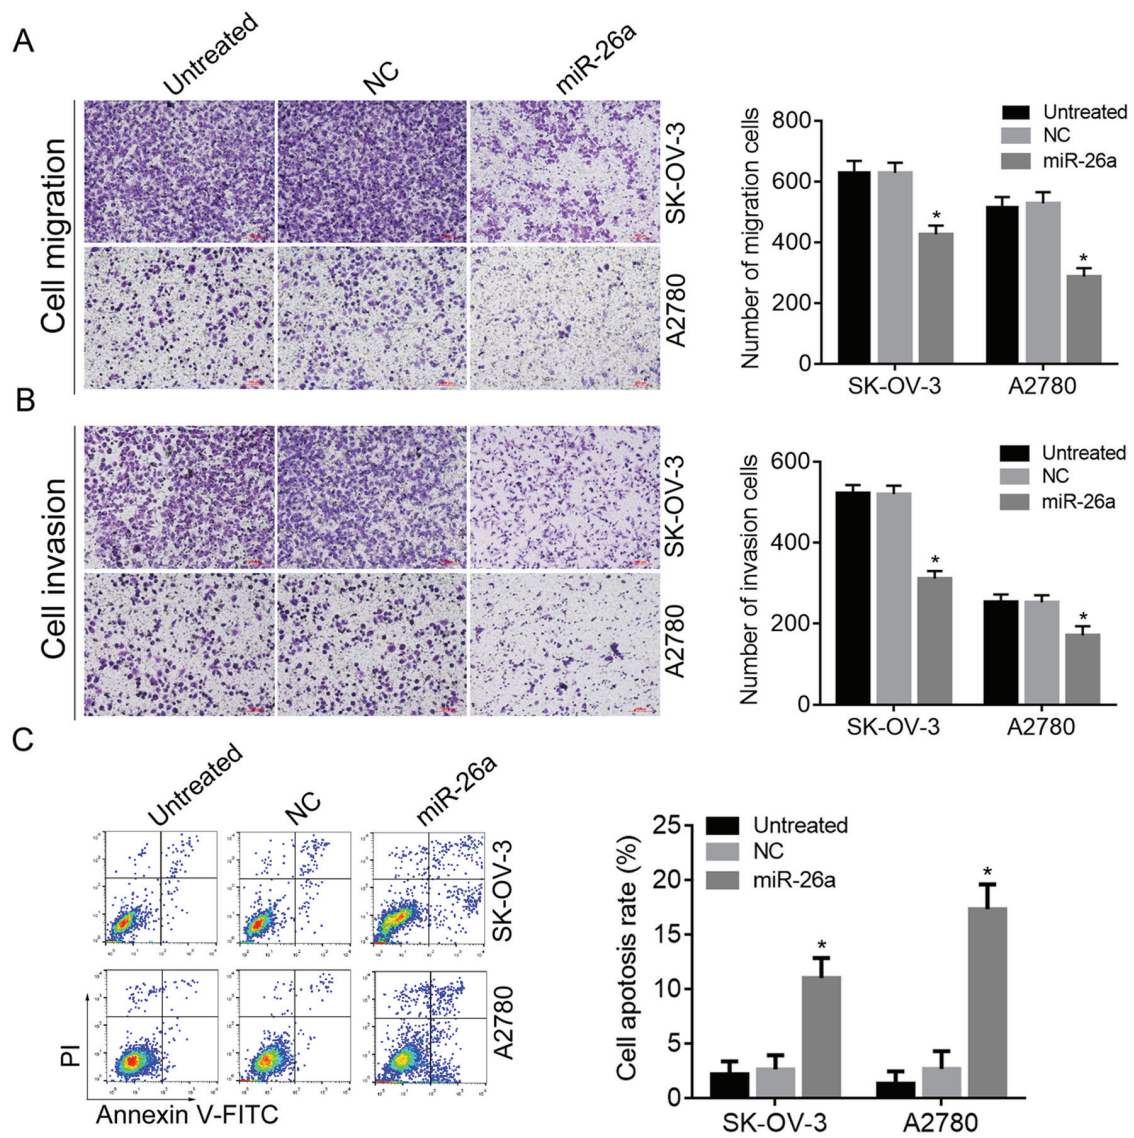 A
Untreated
NC
miR-26a
Cell migration
SK-OV-3
A2780
Number of migration cells
800
600
400
200
0
Untreated
NC
miR-26a
*
*
SK-OV-3
A2780
B
Cell invasion
SK-OV-3
A2780
Number of invasion cells
600
400
200
0
Untreated
NC
miR-26a
*
*
SK-OV-3
A2780
C
Untreated
NC
miR-26a
SK-OV-3
A2780
PI
Annexin V-FITC
Cell apotosis rate (%)
25
20
15
10
5
0
Untreated
NC
miR-26a
*
*
SK-OV-3
A2780